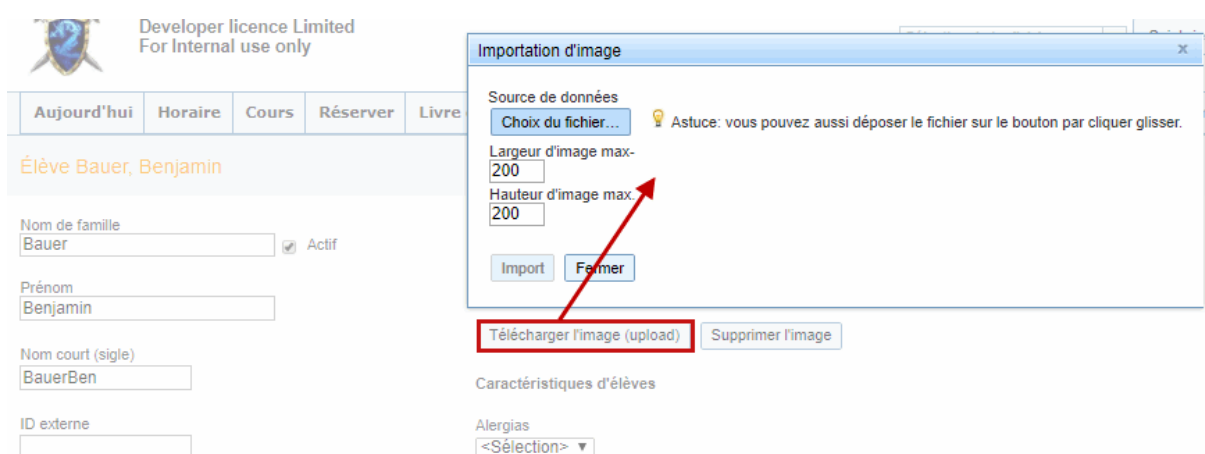 Developer licence Limited
For Internal use only
Importation d'image
x
Aujourd'hui Horaire Cours Réserver Livre
Source de données
Choix du fichier...
Astuce: vous pouvez aussi déposer le fichier sur le bouton par cliquer glisser.
Largeur d'image max-
200
Hauteur d'image max.
200
Import Fermer
Élève Bauer, Benjamin
Nom de famille
Bauer
Actif
Prénom
Benjamin
Nom court (sigle)
BauerBen
ID externe
Télécharger l'image (upload) Supprimer l'image
Caractéristiques d'élèves
Alergias
<Sélection> ▼